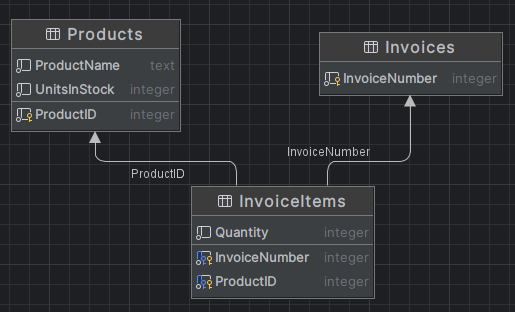 Products
ProductName text
UnitsInStock integer
ProductID integer
Invoices
InvoiceNumber integer
ProductID
InvoiceNumber
InvoiceItems
Quantity integer
InvoiceNumber integer
ProductID integer